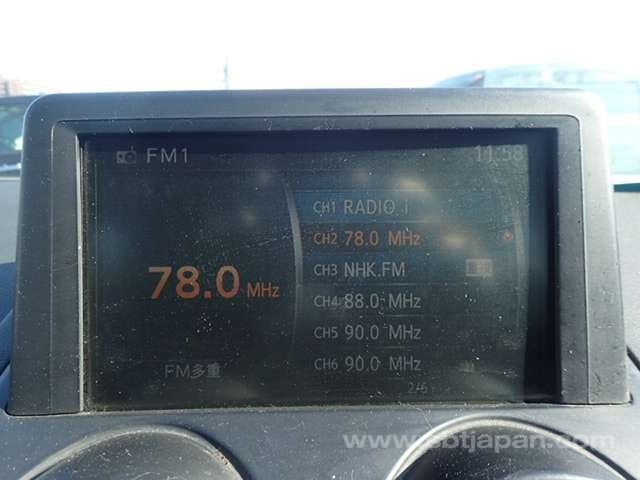 FM1
11:58
CH1 RADIO.i
CH2 78.0 MHz
CH3 NHK.FM
78.0 MHz
CH4 88.0 MHz
CH5 90.0 MHz
CH6 90.0 MHz
FM多重
2/6
www.sbtjapan.com/